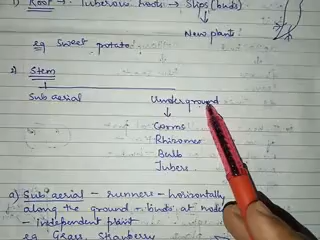 1) Root → Tuberous roots → Slips (buds)
↓
New plants
eg Sweet potato
2) Stem
Sub aerial    Underground
↓
Corms
Rhizomes
Bulb
Tubers
a) Sub aerial – runners – horizontally
along the ground – buds at node
– independent plant
eg. Grass, Strawberry